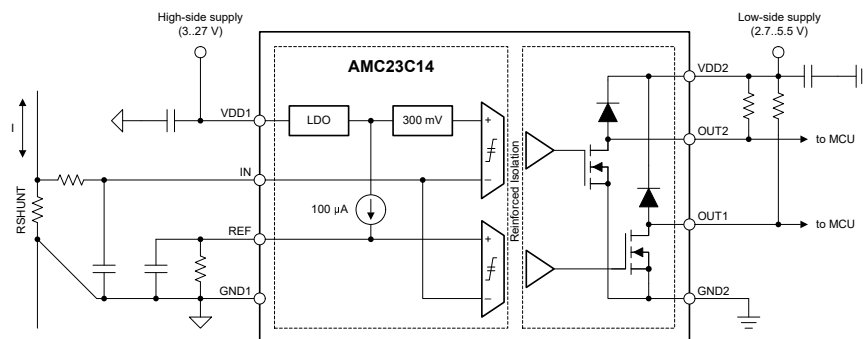 High-side supply
(3..27 V)
Low-side supply
(2.7..5.5 V)
AMC23C14
VDD1
LDO
300 mV
+
–
VDD2
OUT2
to MCU
I
IN
RSHUNT
100 µA
Reinforced Isolation
REF
+
–
OUT1
to MCU
GND1
GND2